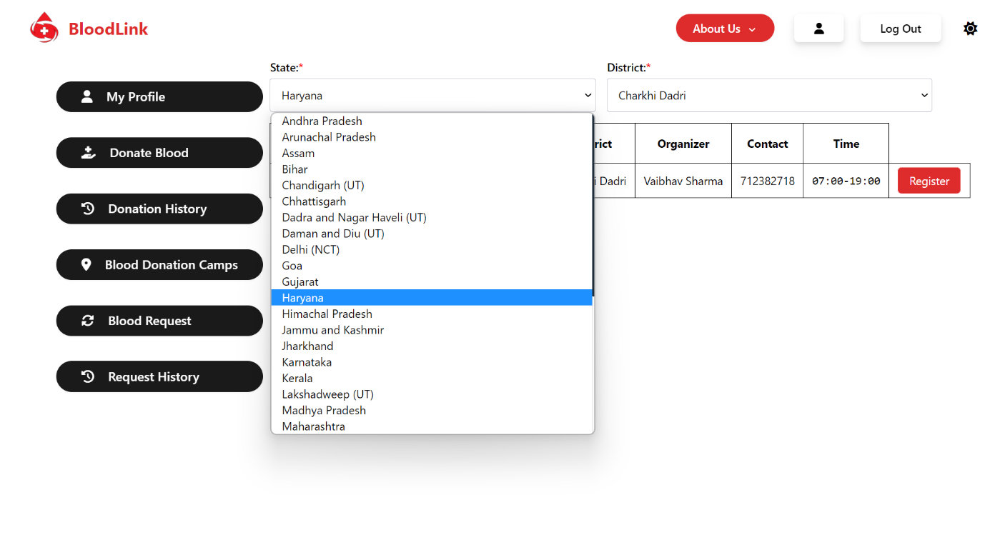 BloodLink
About Us
Log Out
State:*
District:*
My Profile
Haryana
Charkhi Dadri
Donate Blood
Donation History
Blood Donation Camps
Blood Request
Request History
Andhra Pradesh
Arunachal Pradesh
Assam
Bihar
Chandigarh (UT)
Chhattisgarh
Dadra and Nagar Haveli (UT)
Daman and Diu (UT)
Delhi (NCT)
Goa
Gujarat
Haryana
Himachal Pradesh
Jammu and Kashmir
Jharkhand
Karnataka
Kerala
Lakshadweep (UT)
Madhya Pradesh
Maharashtra
rict Organizer Contact Time
i Dadri Vaibhav Sharma 712382718 07:00-19:00 Register